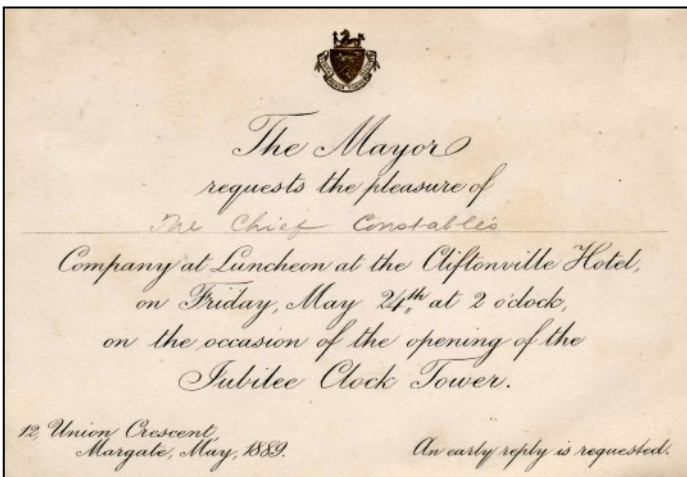 The Mayor
requests the pleasure of
The Chief Constable's
Company at Luncheon at the Cliftonville Hotel,
on Friday, May 24th at 2 o'clock,
on the occasion of the opening of the
Jubilee Clock Tower.
12, Union Crescent,
Margate, May, 1889.
An early reply is requested.